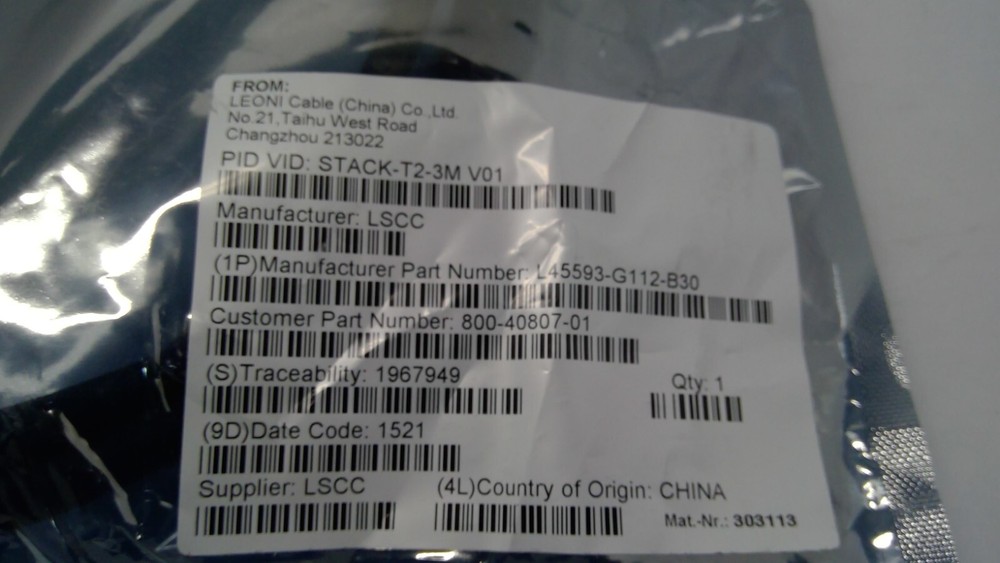 FROM:
LEONI Cable (China) Co.,Ltd.
No.21,Taihu West Road
Changzhou 213022
PID VID: STACK-T2-3M V01
Manufacturer: LSCC
(1P)Manufacturer Part Number: L45593-G112-B30
Customer Part Number: 800-40807-01
(S)Traceability: 1967949
Qty: 1
(9D)Date Code: 1521
Supplier: LSCC
(4L)Country of Origin: CHINA
Mat.-Nr.: 303113